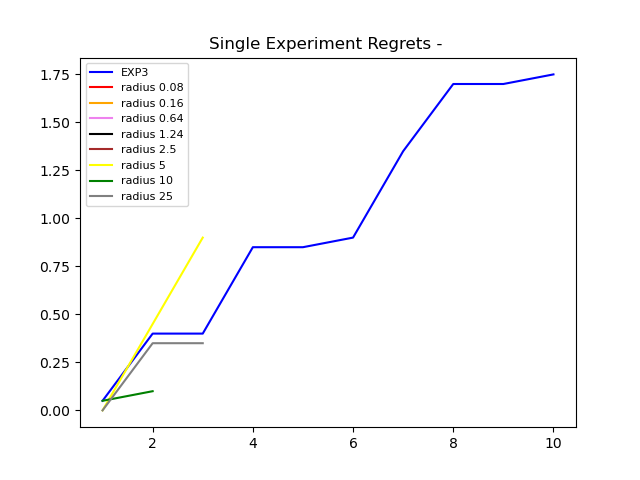 Single Experiment Regrets -
EXP3
radius 0.08
radius 0.16
radius 0.64
radius 1.24
radius 2.5
radius 5
radius 10
radius 25
1.75
1.50
1.25
1.00
0.75
0.50
0.25
0.00
2 4 6 8 10